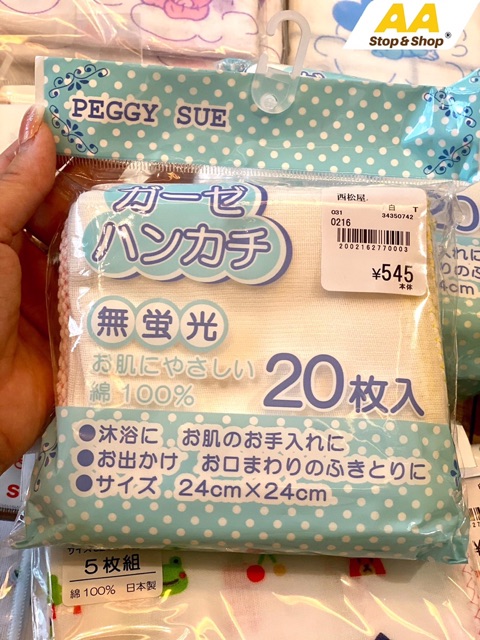 AA
Stop & Shop
PEGGY SUE
ガーゼ
ハンカチ
西松屋
白 T
031 34350742
0216
2002162770003
¥545
本体
無蛍光
お肌にやさしい
綿100%
20枚入
●沐浴に お肌のお手入れに
●お出かけ お口まわりのふきとりに
●サイズ 24cm×24cm
20
24cm
5枚組
綿100% 日本製